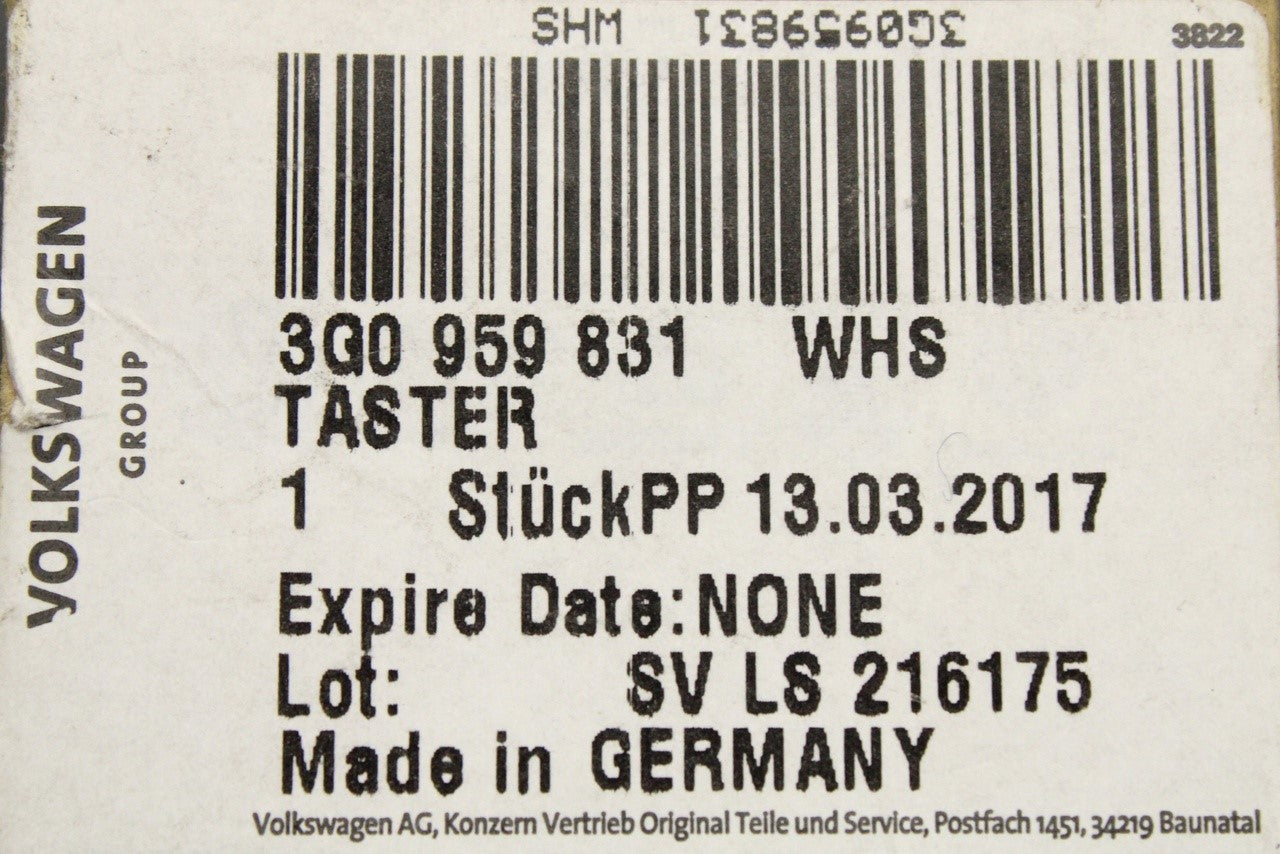 3G0959831 WHS
3822
3G0 959 831 WHS
TASTER
1 StückPP 13.03.2017
Expire Date:NONE
Lot: SV LS 216175
Made in GERMANY
Volkswagen AG, Konzern Vertrieb Original Teile und Service, Postfach 1451, 34219 Baunatal
VOLKSWAGEN
GROUP